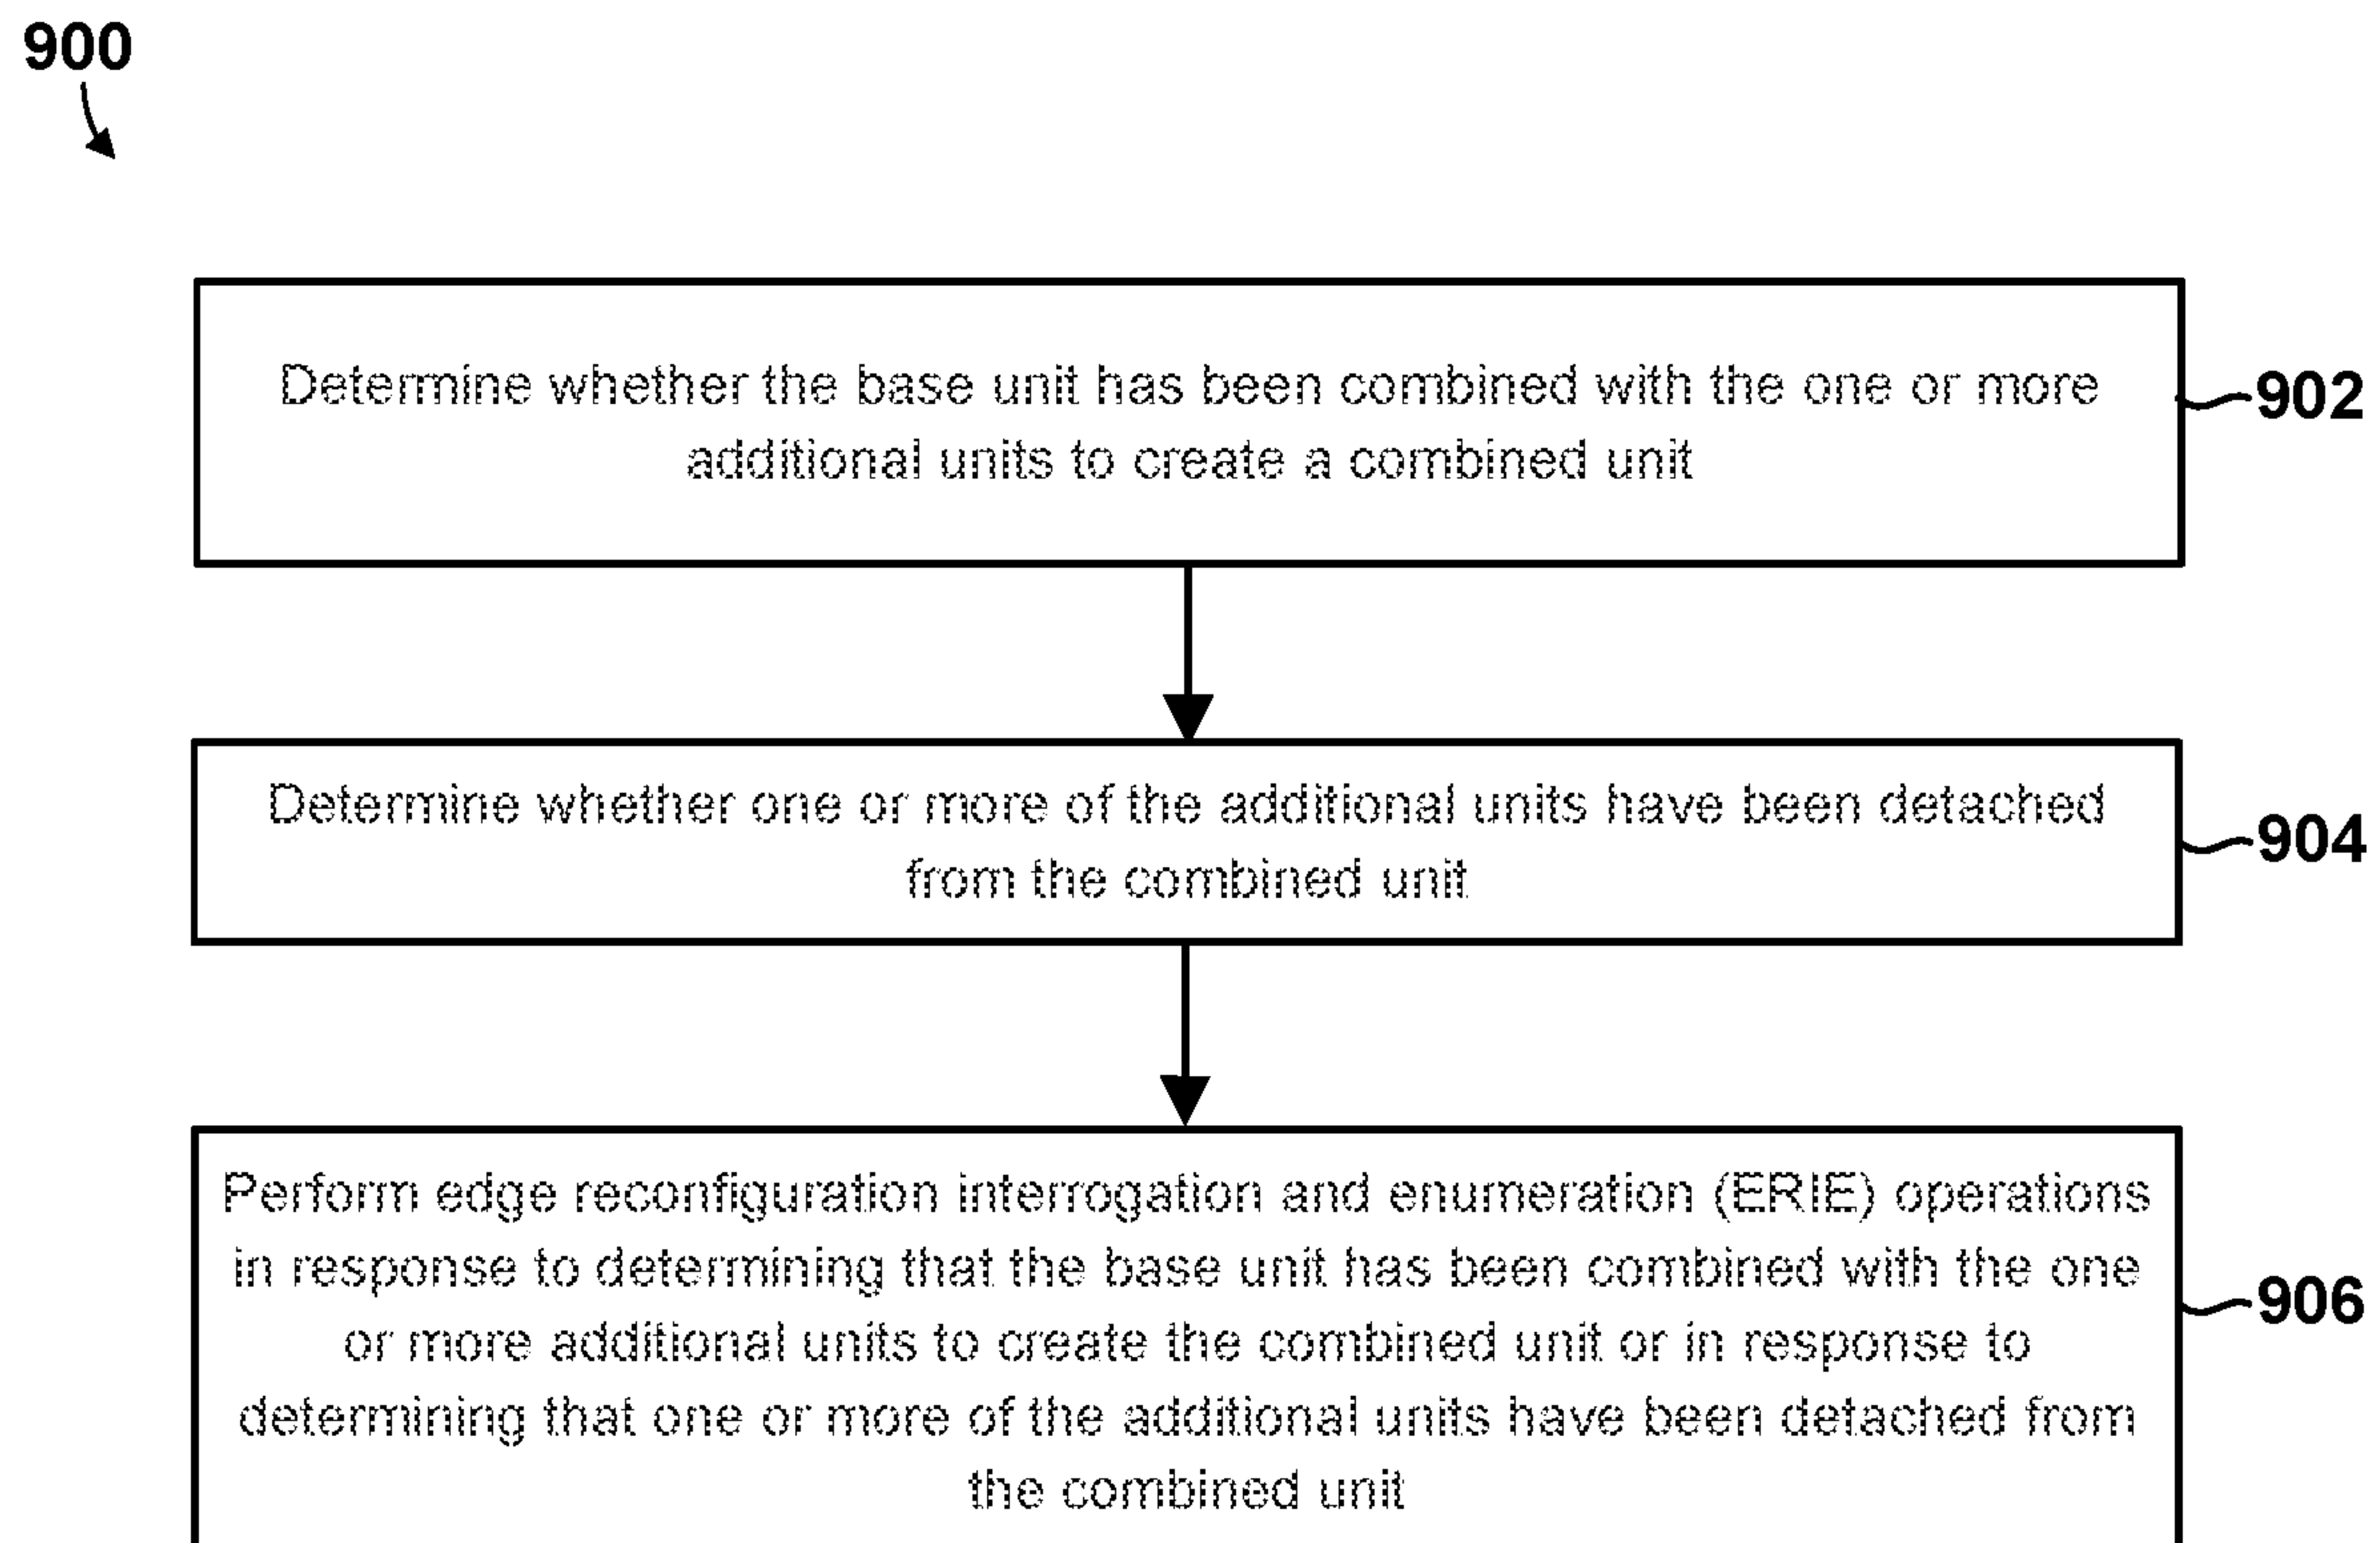 900
Determine whether the base unit has been combined with the one or more
additional units to create a combined unit
902
Determine whether one or more of the additional units have been detached
from the combined unit
904
Perform edge reconfiguration interrogation and enumeration (ERIE) operations
in response to determining that the base unit has been combined with the one
or more additional units to create the combined unit or in response to
determining that one or more of the additional units have been detached from
the combined unit
906